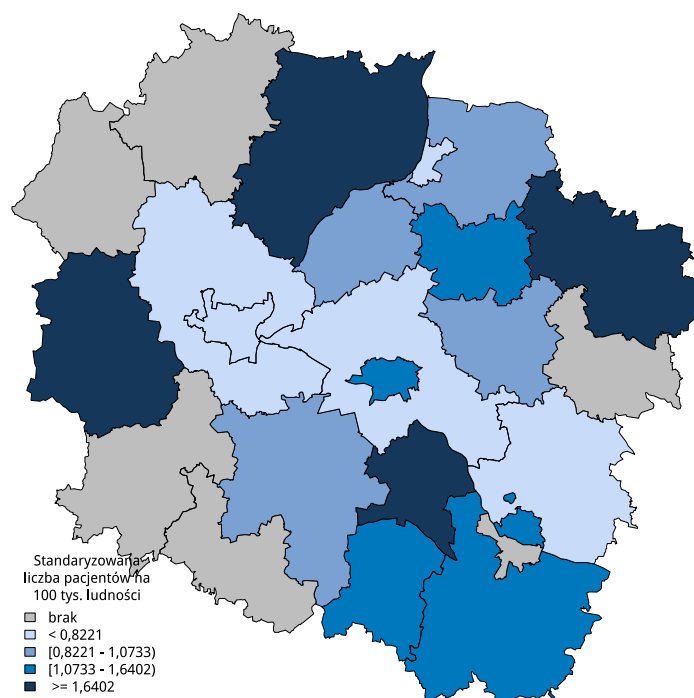 Standaryzowana
liczba pacjentów na
100 tys. ludności
brak
< 0,8221
[0,8221 - 1,0733)
[1,0733 - 1,6402)
>= 1,6402